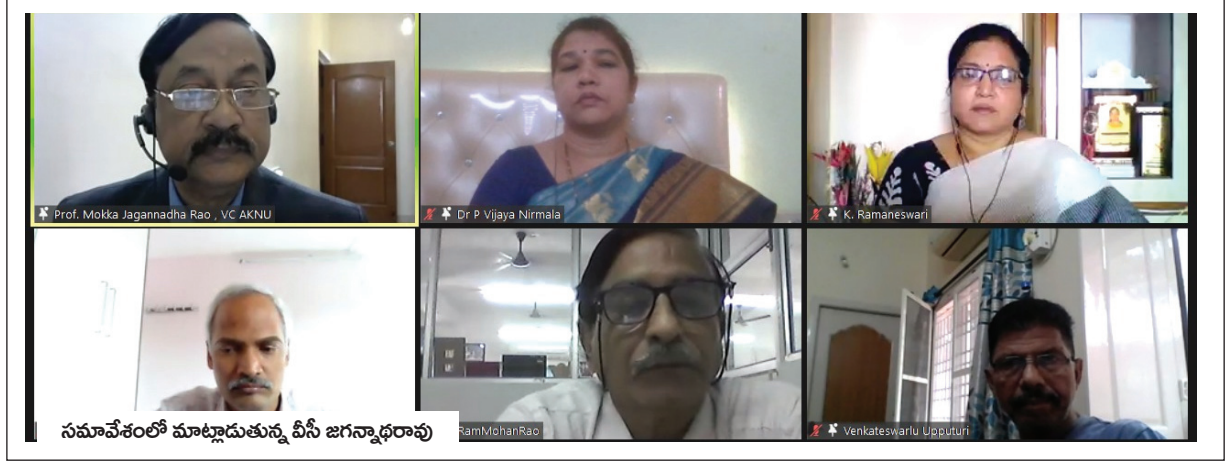 Prof. Mokka Jagannadha Rao , VC AKNU
Dr P Vijaya Nirmala
K. Ramaneswari
సమావేశంలో మాట్లాడుతున్న వీసీ జగన్నాథరావు
RamMohanRao
Venkateswarlu Upputuri